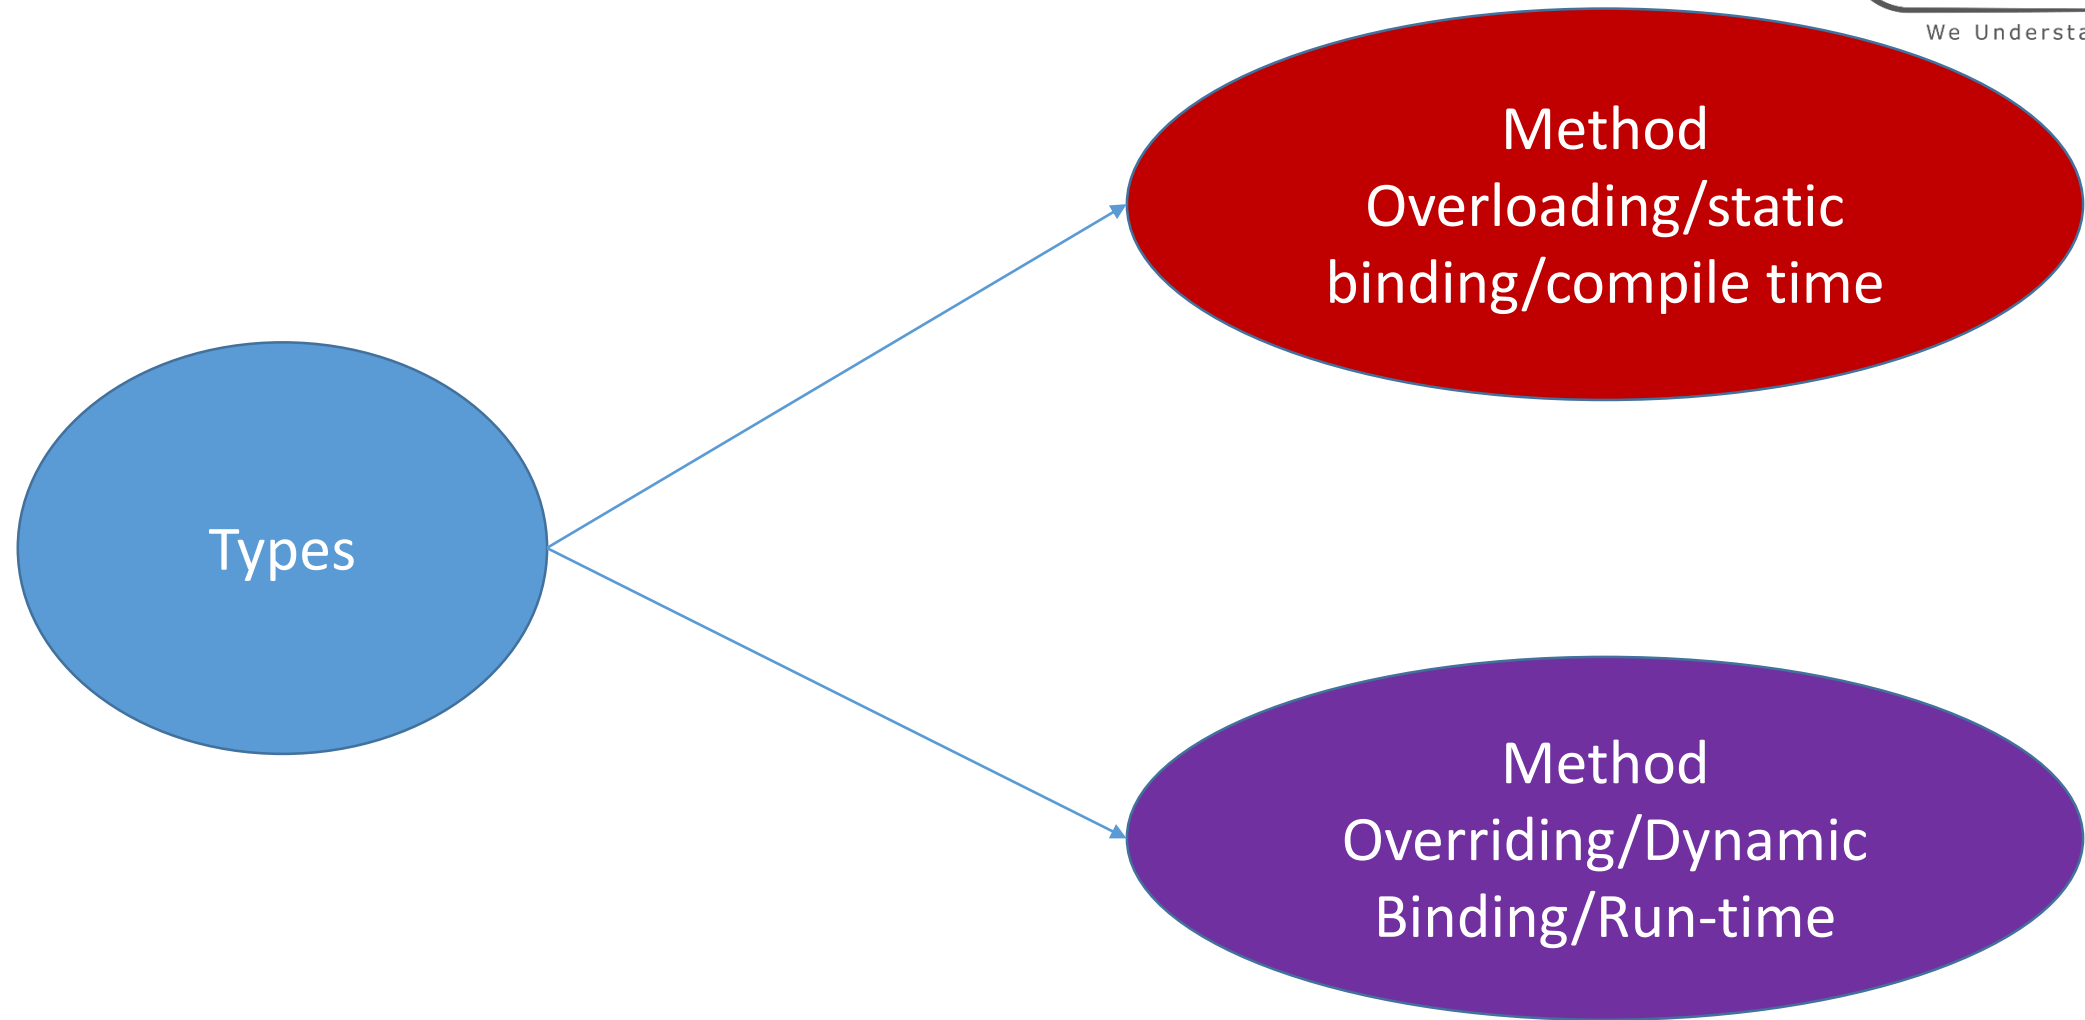 We Understa
Method
Overloading/static
binding/compile time
Types
Method
Overriding/Dynamic
Binding/Run-time